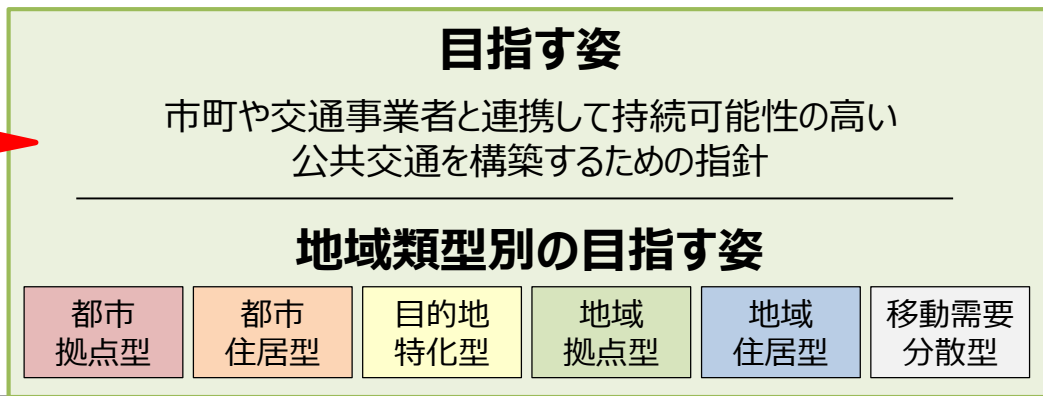 目指す姿
市町や交通事業者と連携して持続可能性の高い
公共交通を構築するための指針
地域類型別の目指す姿
都市
拠点型
都市
住居型
目的地
特化型
地域
拠点型
地域
住居型
移動需要
分散型